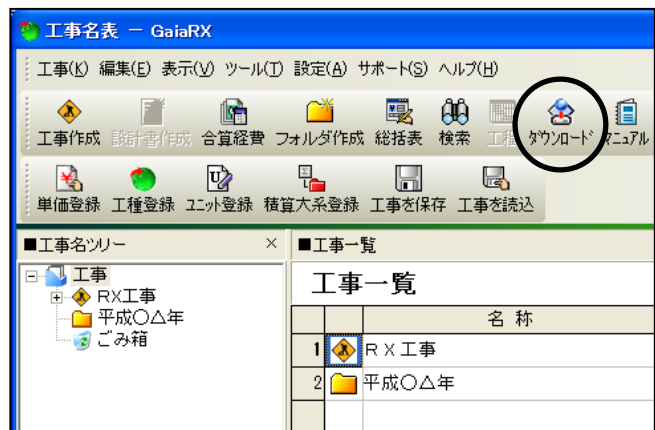 工事名表 － GaiaRX
工事(K) 編集(E) 表示(V) ツール(T) 設定(A) サポート(S) ヘルプ(H)
工事作成 設計書作成 合算経費 フォルダ作成 総括表 検索 工程 ダウンロード マニュアル
単価登録 工種登録 ユニット登録 積算大系登録 工事を保存 工事を読込
■工事名ツリー × ■工事一覧
工事
RX工事
平成〇△年
ごみ箱
工事一覧
名 称
1 ＲＸ工事
2 平成〇△年